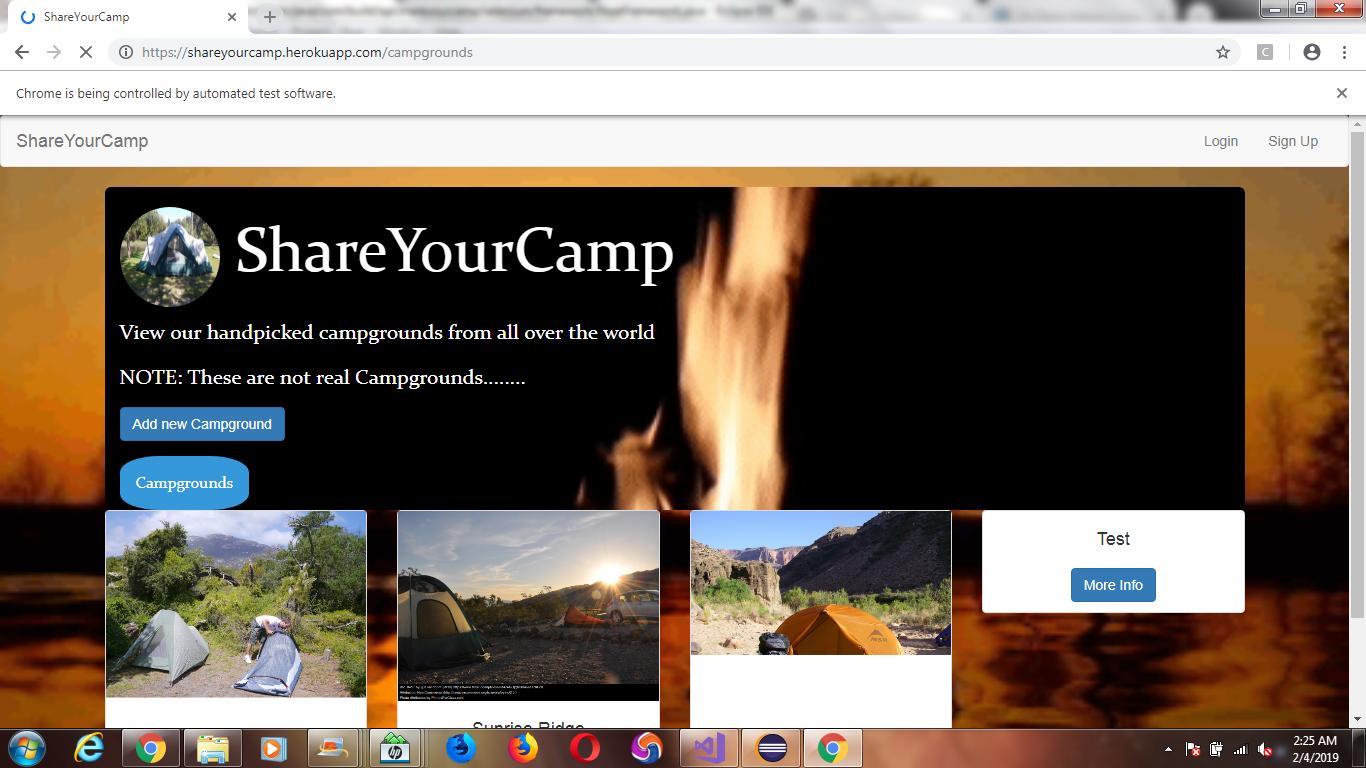 ShareYourCamp
https://shareyourcamp.herokuapp.com/campgrounds
C
Chrome is being controlled by automated test software.
ShareYourCamp
Login
Sign Up
ShareYourCamp
View our handpicked campgrounds from all over the world
NOTE: These are not real Campgrounds........
Add new Campground
Campgrounds
Test
More Info
Sunrise Ridge
2:25 AM
2/4/2019